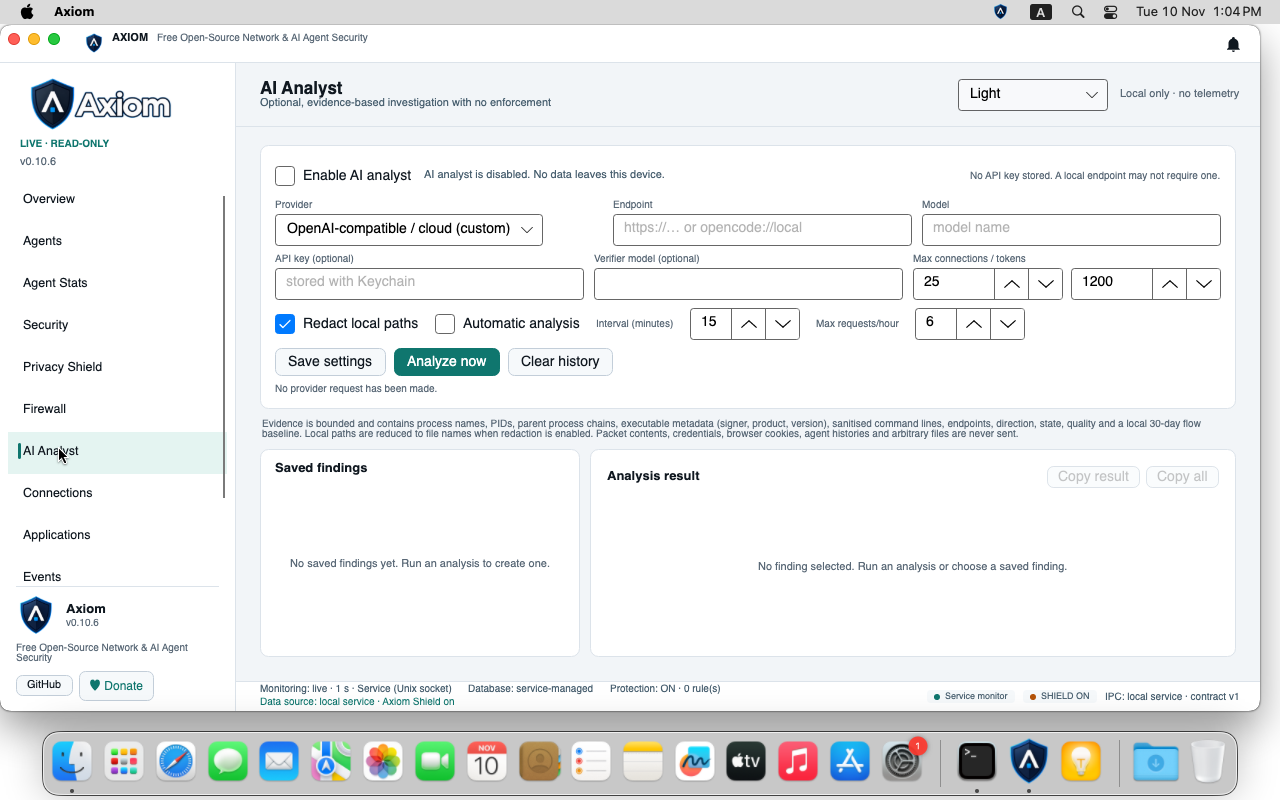 Axiom
A
Tue 10 Nov 1:04 PM
AXIOM Free Open-Source Network & AI Agent Security
Axiom
LIVE · READ-ONLY
v0.10.6
Overview
Agents
Agent Stats
Security
Privacy Shield
Firewall
AI Analyst
Connections
Applications
Events
Axiom
v0.10.6
Free Open-Source Network & AI Agent
Security
GitHub
Donate
AI Analyst
Optional, evidence-based investigation with no enforcement
Light
Local only · no telemetry
Enable AI analyst
AI analyst is disabled. No data leaves this device.
No API key stored. A local endpoint may not require one.
Provider
Endpoint
Model
OpenAI-compatible / cloud (custom)
https://... or opencode://local
model name
API key (optional)
Verifier model (optional)
Max connections / tokens
stored with Keychain
25
1200
Redact local paths
Automatic analysis
Interval (minutes)
15
Max requests/hour
6
Save settings
Analyze now
Clear history
No provider request has been made.
Evidence is bounded and contains process names, PIDs, parent process chains, executable metadata (signer, product, version), sanitised command lines, endpoints, direction, state, quality and a local 30-day flow
baseline. Local paths are reduced to file names when redaction is enabled. Packet contents, credentials, browser cookies, agent histories and arbitrary files are never sent.
Saved findings
No saved findings yet. Run an analysis to create one.
Analysis result
Copy result
Copy all
No finding selected. Run an analysis or choose a saved finding.
Monitoring: live · 1 s · Service (Unix socket)
Database: service-managed
Protection: ON · 0 rule(s)
Data source: local service · Axiom Shield on
Service monitor
SHIELD ON
IPC: local service · contract v1
NOV
10
tv
1